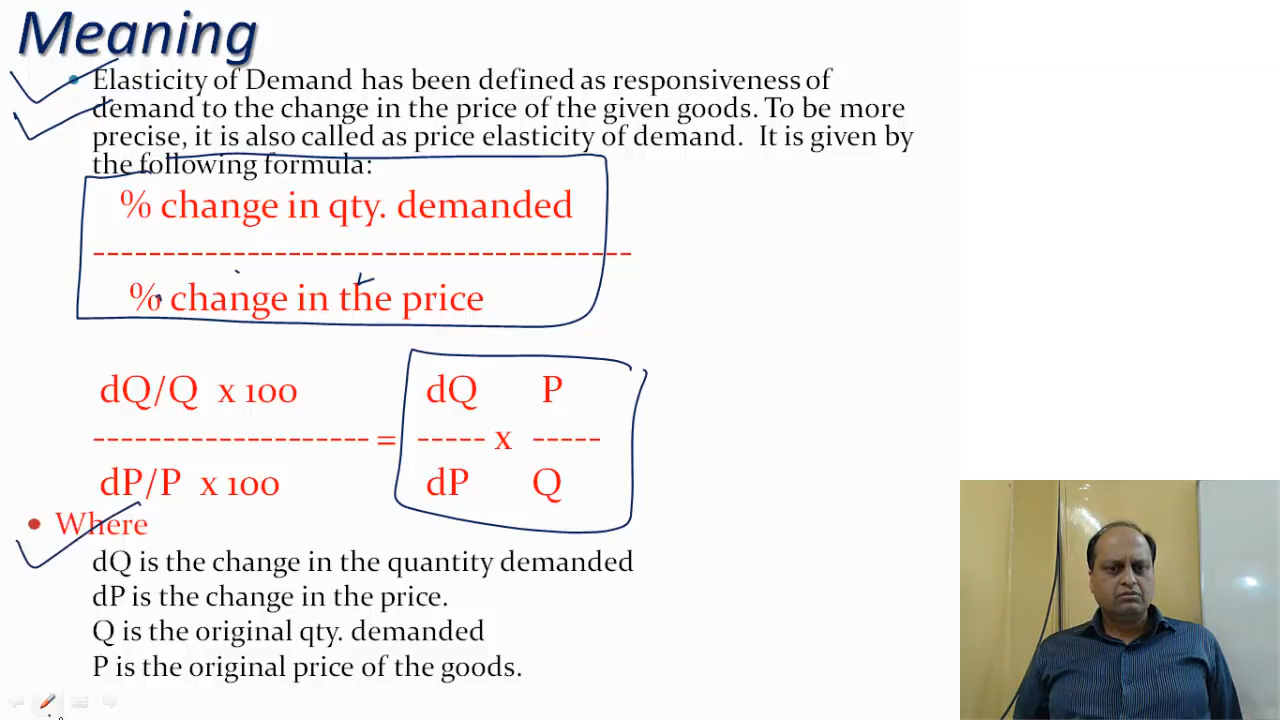 Meaning
• Elasticity of Demand has been defined as responsiveness of
demand to the change in the price of the given goods. To be more
precise, it is also called as price elasticity of demand. It is given by
the following formula:
% change in qty. demanded
-------------------------------------
% change in the price
dQ/Q x 100 dQ P
------------------- = ----- x -----
dP/P x 100 dP Q
• Where
dQ is the change in the quantity demanded
dP is the change in the price.
Q is the original qty. demanded
P is the original price of the goods.